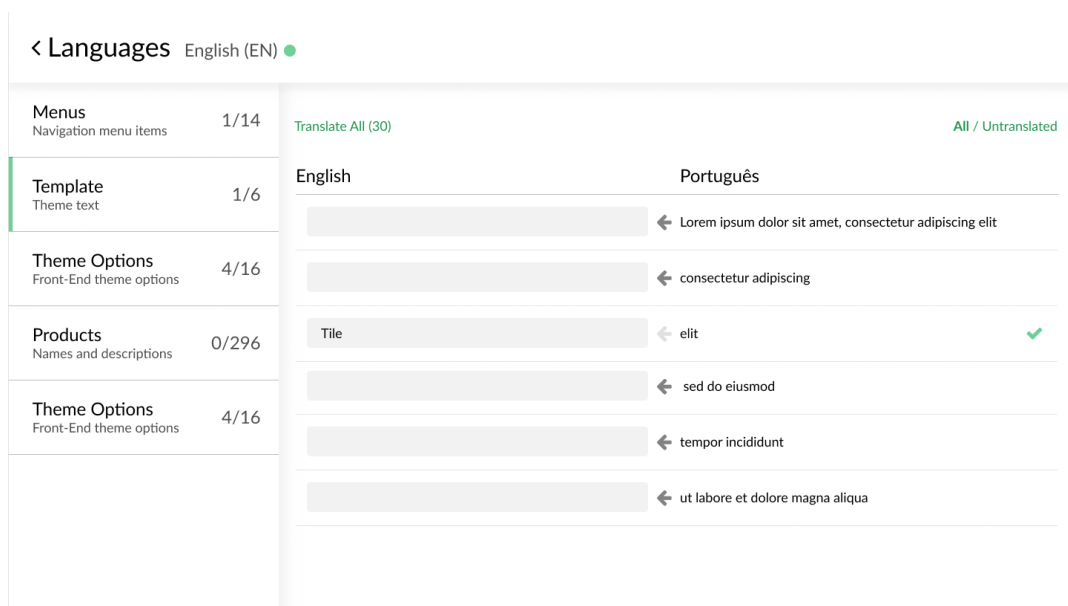 Languages English (EN)
Menus 1/14
Navigation menu items
Template 1/6
Theme text
Theme Options 4/16
Front-End theme options
Products 0/296
Names and descriptions
Theme Options 4/16
Front-End theme options
Translate All (30) All / Untranslated
English Português
Lorem ipsum dolor sit amet, consectetur adipiscing elit
consectetur adipiscing
Tile elit
sed do eiusmod
tempor incididunt
ut labore et dolore magna aliqua